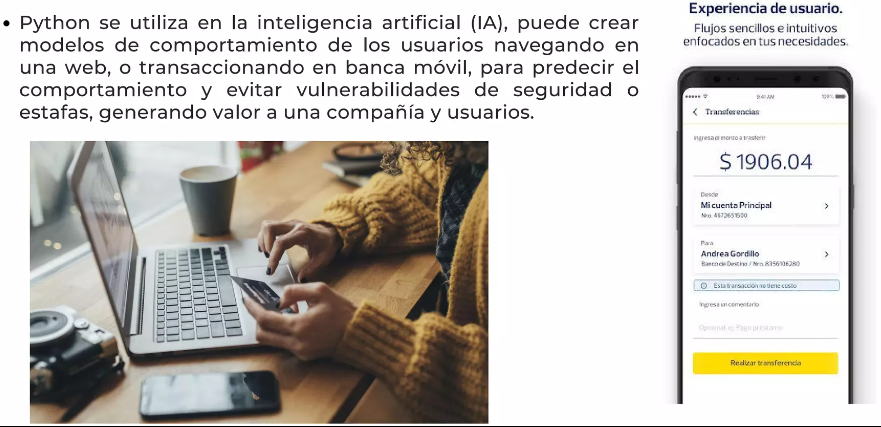 • Python se utiliza en la inteligencia artificial (IA), puede crear
modelos de comportamiento de los usuarios navegando en
una web, o transaccionando en banca móvil, para predecir el
comportamiento y evitar vulnerabilidades de seguridad o
estafas, generando valor a una compañía y usuarios.
Experiencia de usuario.
Flujos sencillos e intuitivos
enfocados en tus necesidades.
9:41 AM
100%
Transferencias
Ingresa el monto a trasferir
$ 1906.04
Desde
Mi cuenta Principal
Nro. 4672651500
Para
Andrea Gordillo
Banco de Destino / Nro. 8356106280
Esta transacción no tiene costo
Ingresa un comentario
Opcional ej. Pago préstamo
Realizar transferencia